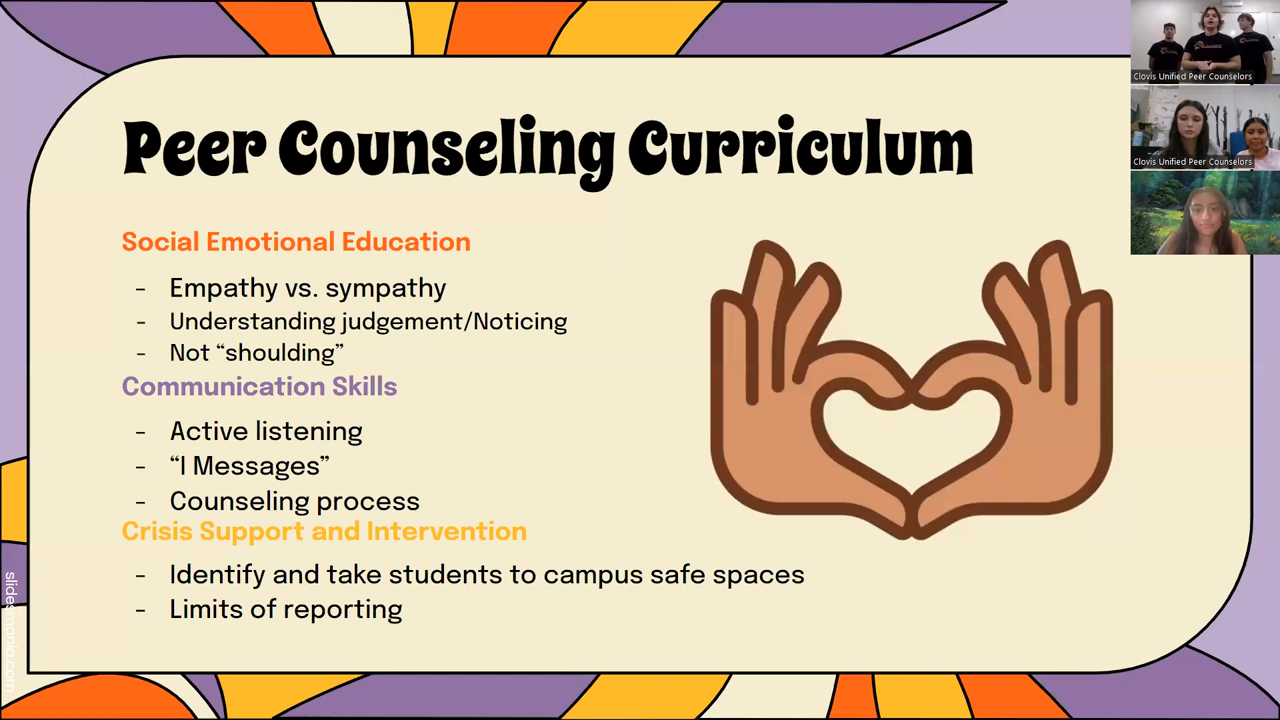 Peer Counseling Curriculum
Social Emotional Education
- Empathy vs. sympathy
- Understanding judgement/Noticing
- Not “shoulding”
Communication Skills
- Active listening
- “I Messages”
- Counseling process
Crisis Support and Intervention
- Identify and take students to campus safe spaces
- Limits of reporting
Clovis Unified Peer Counselors
Clovis Unified Peer Counselors
slidesmania.com